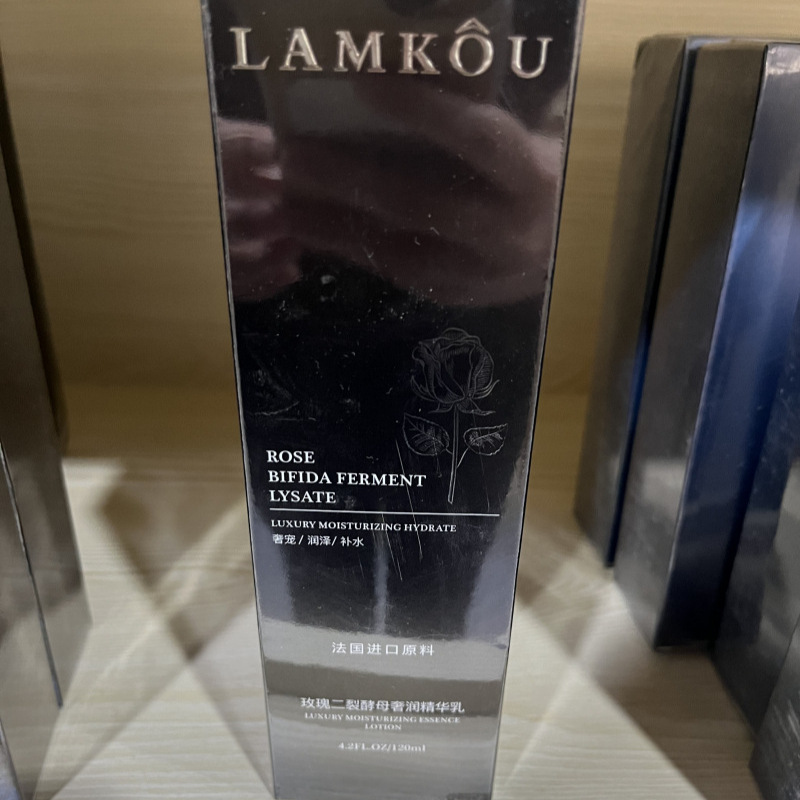 LAMKÔU
ROSE
BIFIDA FERMENT
LYSATE
LUXURY MOISTURIZING HYDRATE
奢宠/润泽/补水
法国进口原料
玫瑰二裂酵母奢润精华乳
LUXURY MOISTURIZING ESSENCE
LOTION
4.2FL.OZ/120ml